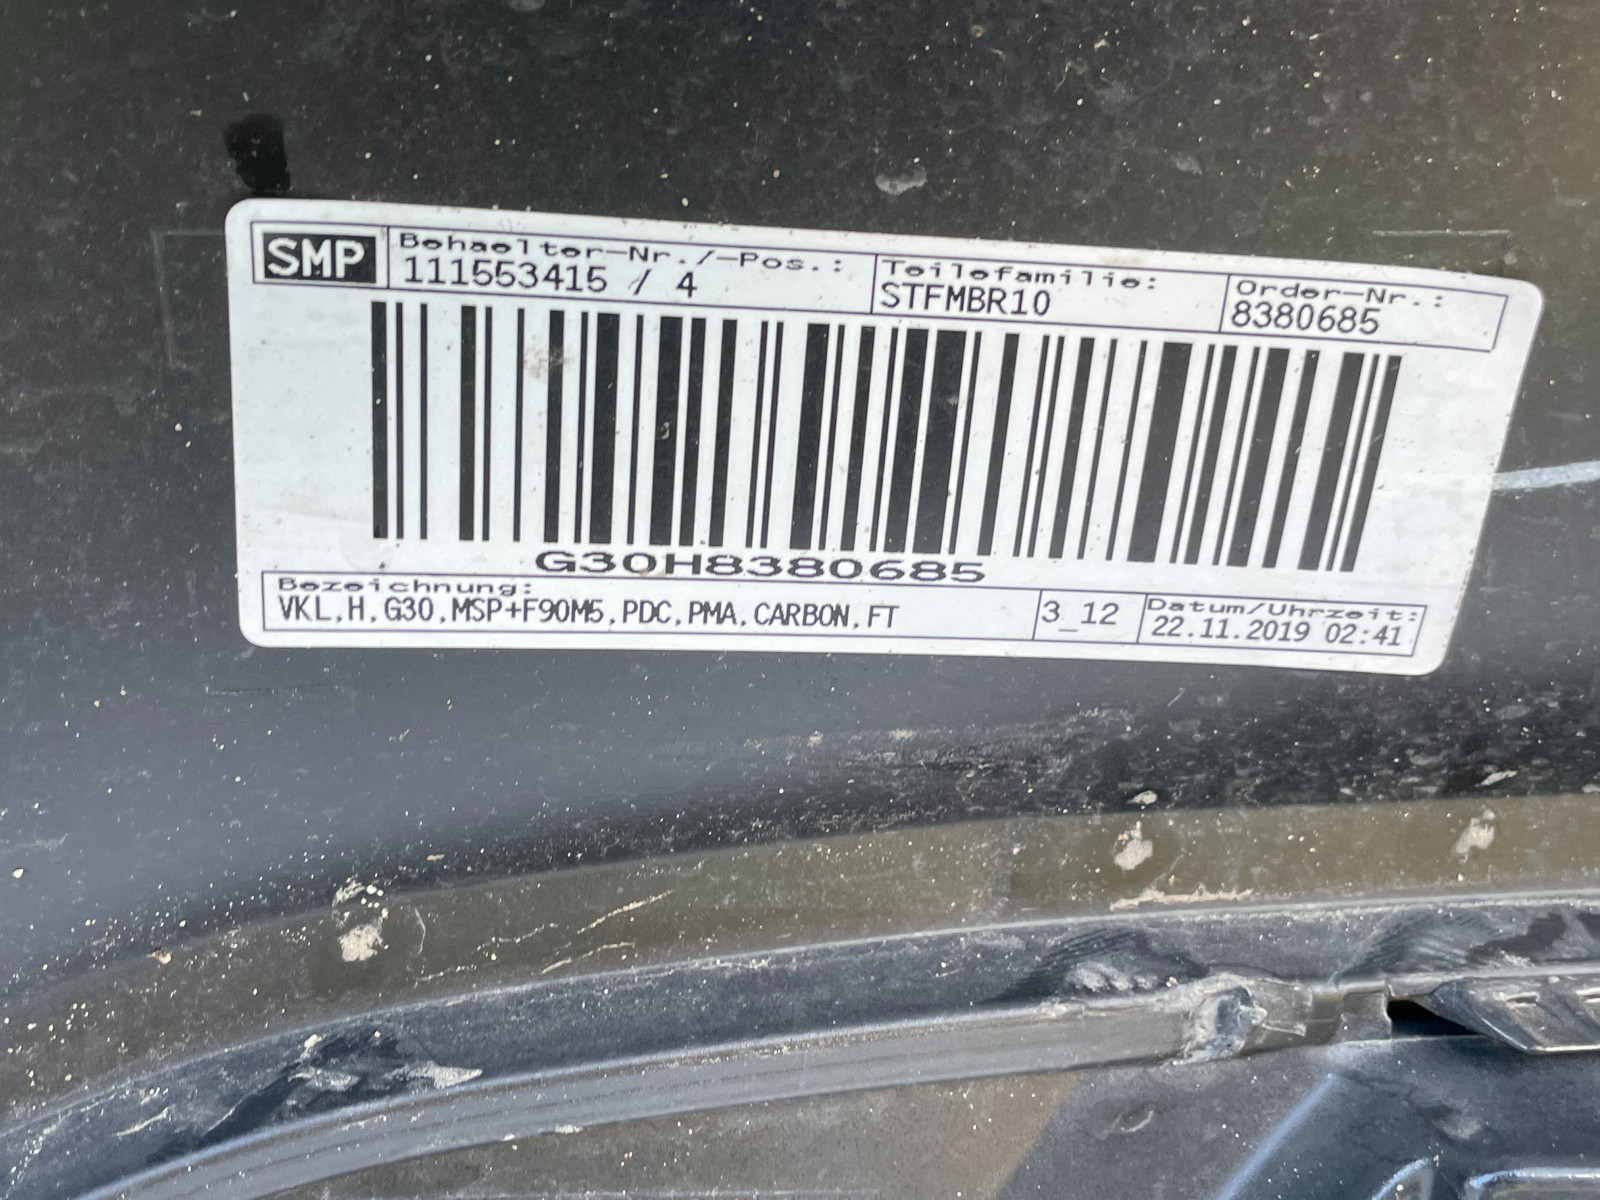 SMP
Behaelter-Nr./-Pos.:
111553415 / 4
Teilefamilie:
STFMBR10
Order-Nr.:
8380685
G30H8380685
Bezeichnung:
VKL,H,G30,MSP+F90M5,PDC,PMA,CARBON,FT
3_12
Datum/Uhrzeit:
22.11.2019 02:41